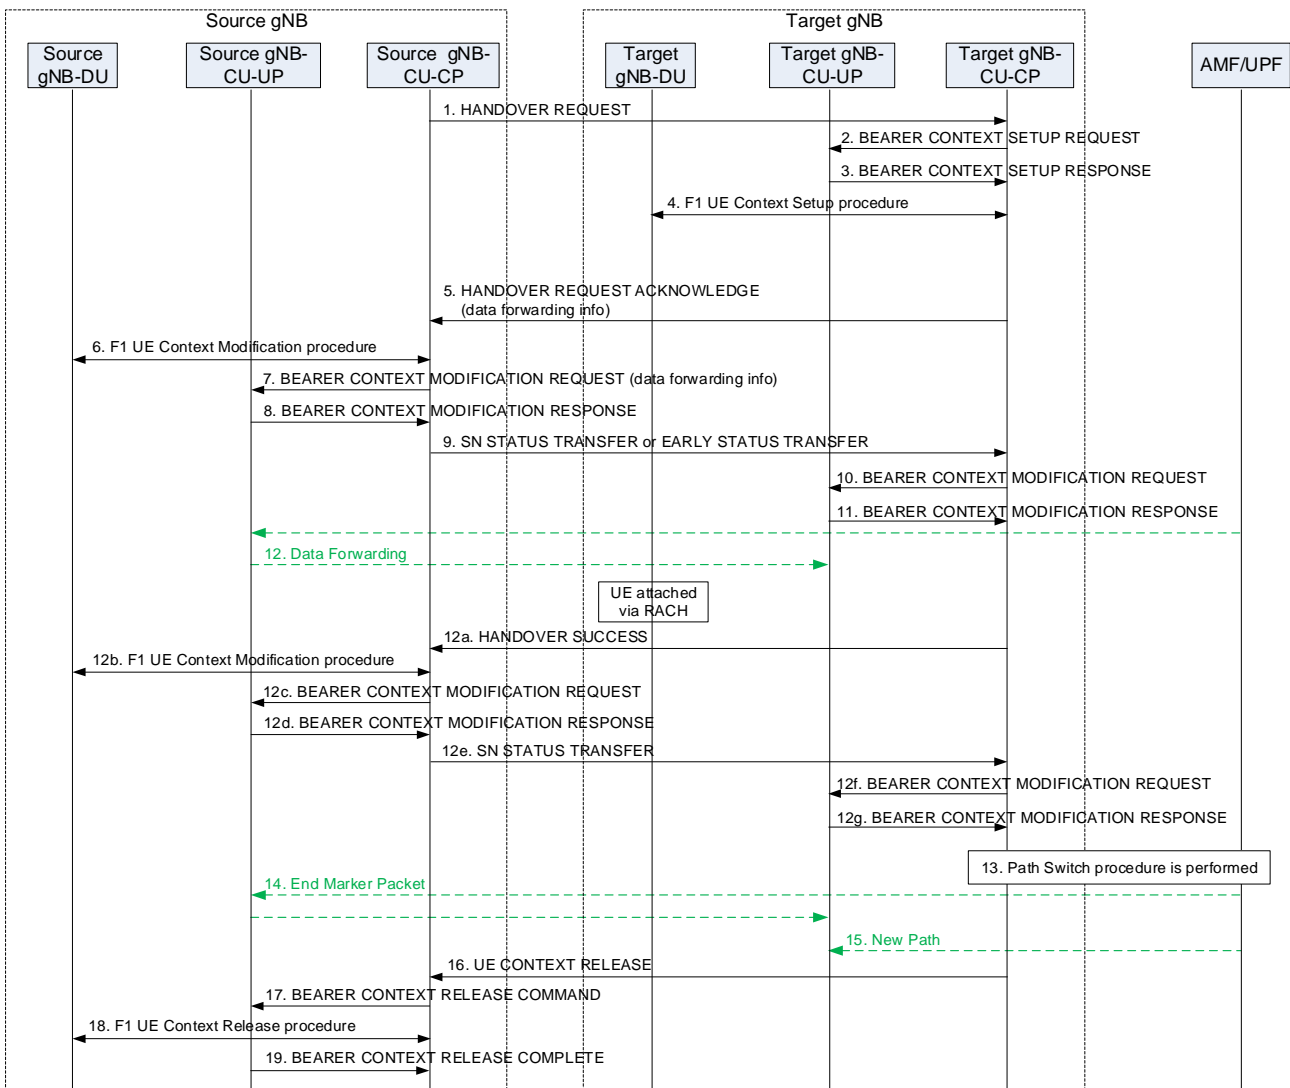 Source gNB
Target gNB
Source
gNB-DU
Source gNB-
CU-UP
Source gNB-
CU-CP
Target
gNB-DU
Target gNB-
CU-UP
Target gNB-
CU-CP
AMF/UPF
1. HANDOVER REQUEST
2. BEARER CONTEXT SETUP REQUEST
3. BEARER CONTEXT SETUP RESPONSE
4. F1 UE Context Setup procedure
5. HANDOVER REQUEST ACKNOWLEDGE
(data forwarding info)
6. F1 UE Context Modification procedure
7. BEARER CONTEXT MODIFICATION REQUEST (data forwarding info)
8. BEARER CONTEXT MODIFICATION RESPONSE
9. SN STATUS TRANSFER or EARLY STATUS TRANSFER
10. BEARER CONTEXT MODIFICATION REQUEST
11. BEARER CONTEXT MODIFICATION RESPONSE
12. Data Forwarding
UE attached
via RACH
12a. HANDOVER SUCCESS
12b. F1 UE Context Modification procedure
12c. BEARER CONTEXT MODIFICATION REQUEST
12d. BEARER CONTEXT MODIFICATION RESPONSE
12e. SN STATUS TRANSFER
12f. BEARER CONTEXT MODIFICATION REQUEST
12g. BEARER CONTEXT MODIFICATION RESPONSE
13. Path Switch procedure is performed
14. End Marker Packet
15. New Path
16. UE CONTEXT RELEASE
17. BEARER CONTEXT RELEASE COMMAND
18. F1 UE Context Release procedure
19. BEARER CONTEXT RELEASE COMPLETE